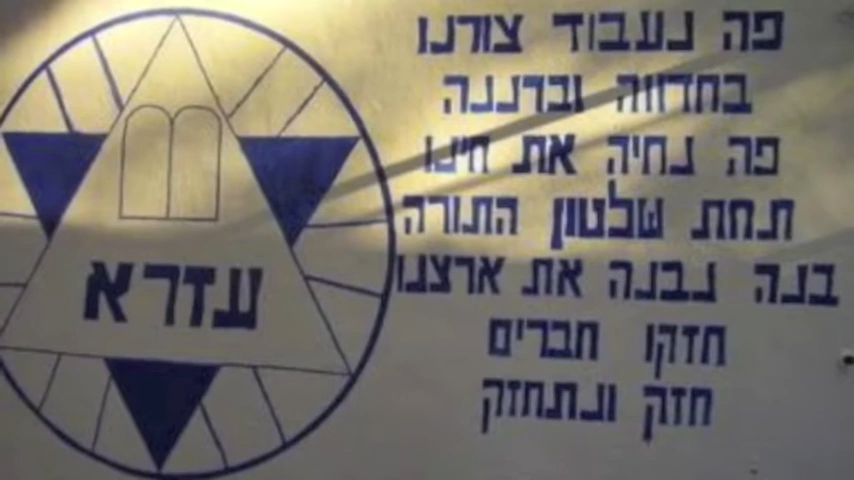 פה נעבוד צורנו
בחדווה וברננה
פה נחיה את חינו
תחת שלטון התורה
בנה נבנה את ארצנו
חזקו חברים
חזק ונתחזק
עזרא